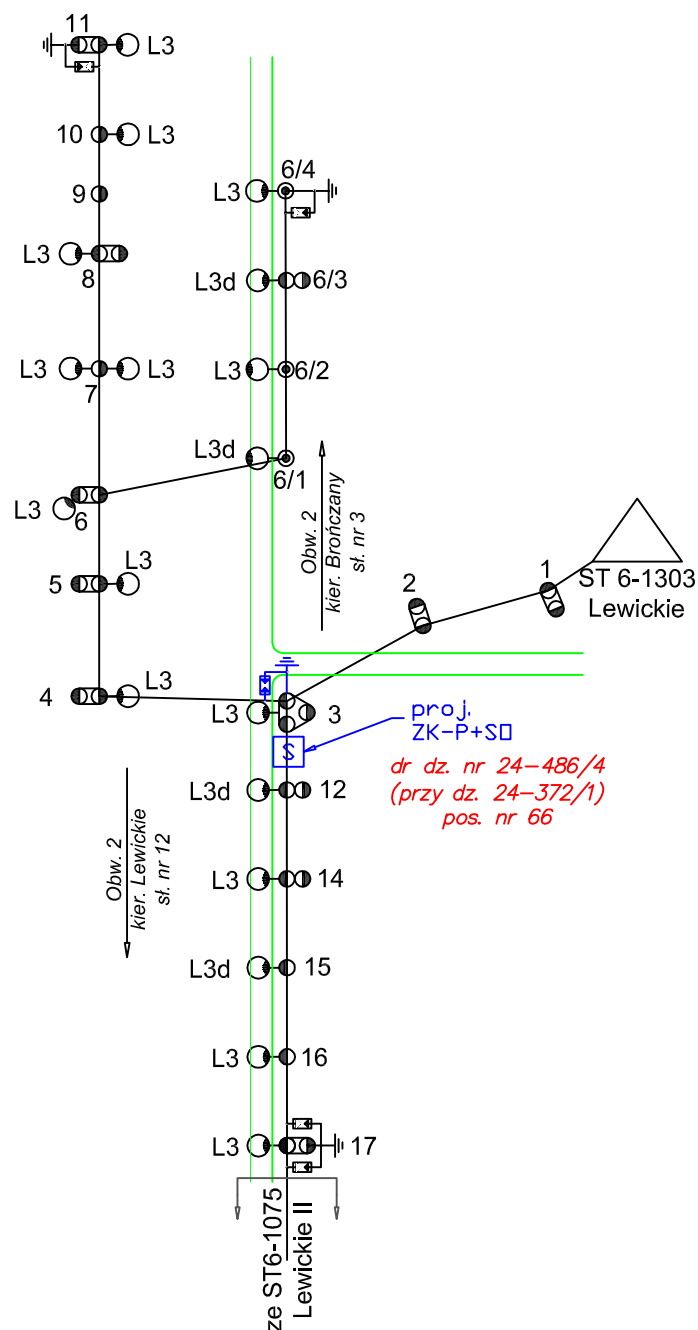 11
L3
10
L3
9
6/4
L3
L3
8
L3d
6/3
L3
L3
7
L3
6/2
L3d
6/1
L3
6
Obw. 2
kier. Brończany
sł. nr 3
ST 6-1303
Lewickie
1
2
L3
5
L3
4
L3
3
S
proj.
ZK-P+SO
dr dz. nr 24-486/4
(przy dz. 24-372/1)
pos. nr 66
L3d
12
Obw. 2
kier. Lewickie
sł. nr 12
L3
14
L3d
15
L3
16
L3
17
ze ST6-1075
Lewickie II